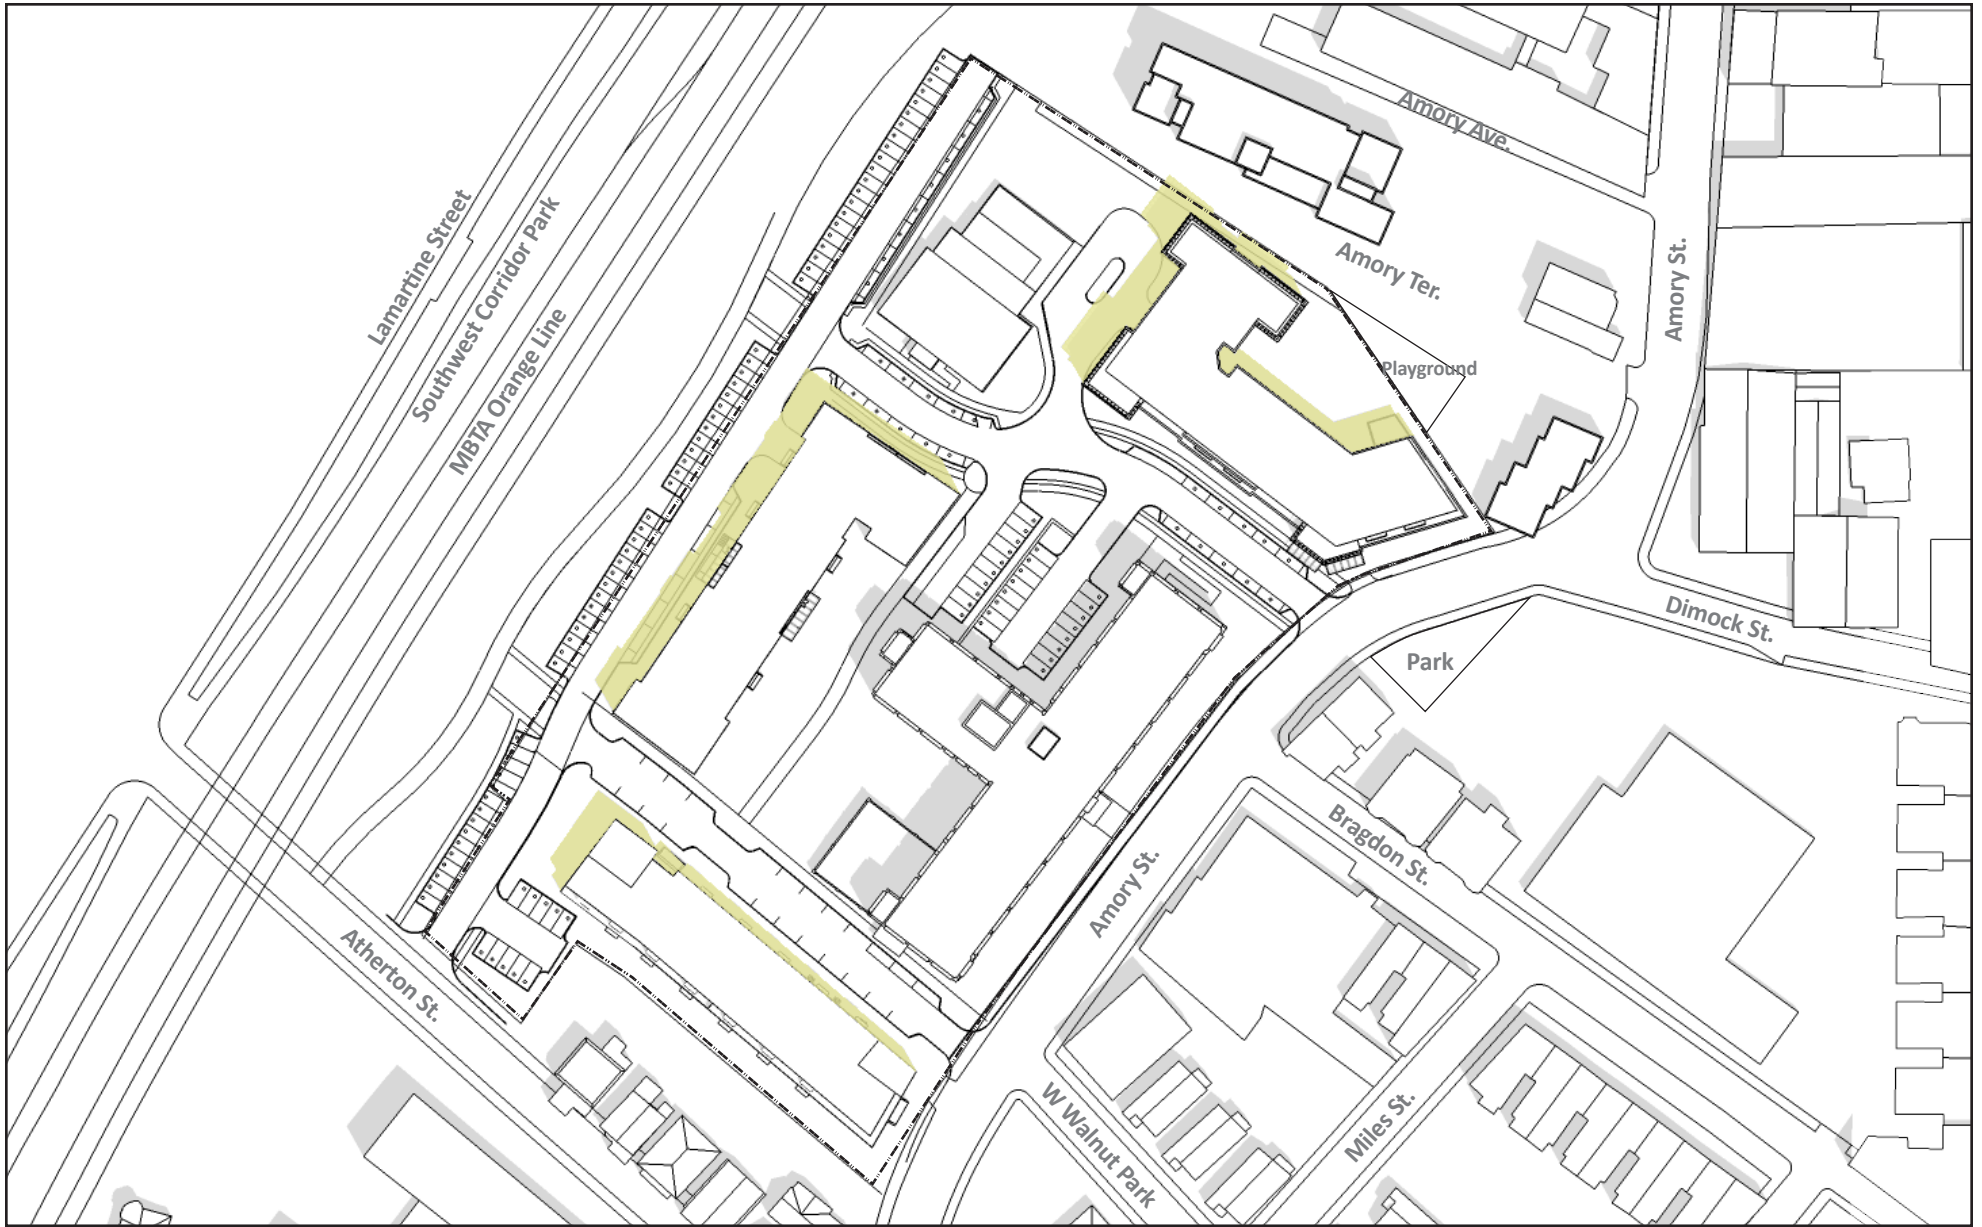 Amory Ave.
Lamartine Street
Southwest Corridor Park
MBTA Orange Line
Amory Ter.
Amory St.
Playground
Dimock St.
Park
Bragdon St.
Amory St.
Atherton St.
W Walnut Park
Miles St.